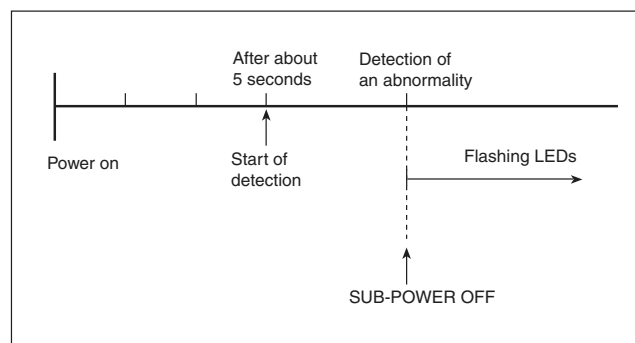 After about
5 seconds
Detection of
an abnormality
Power on
Start of
detection
Flashing LEDs
SUB-POWER OFF